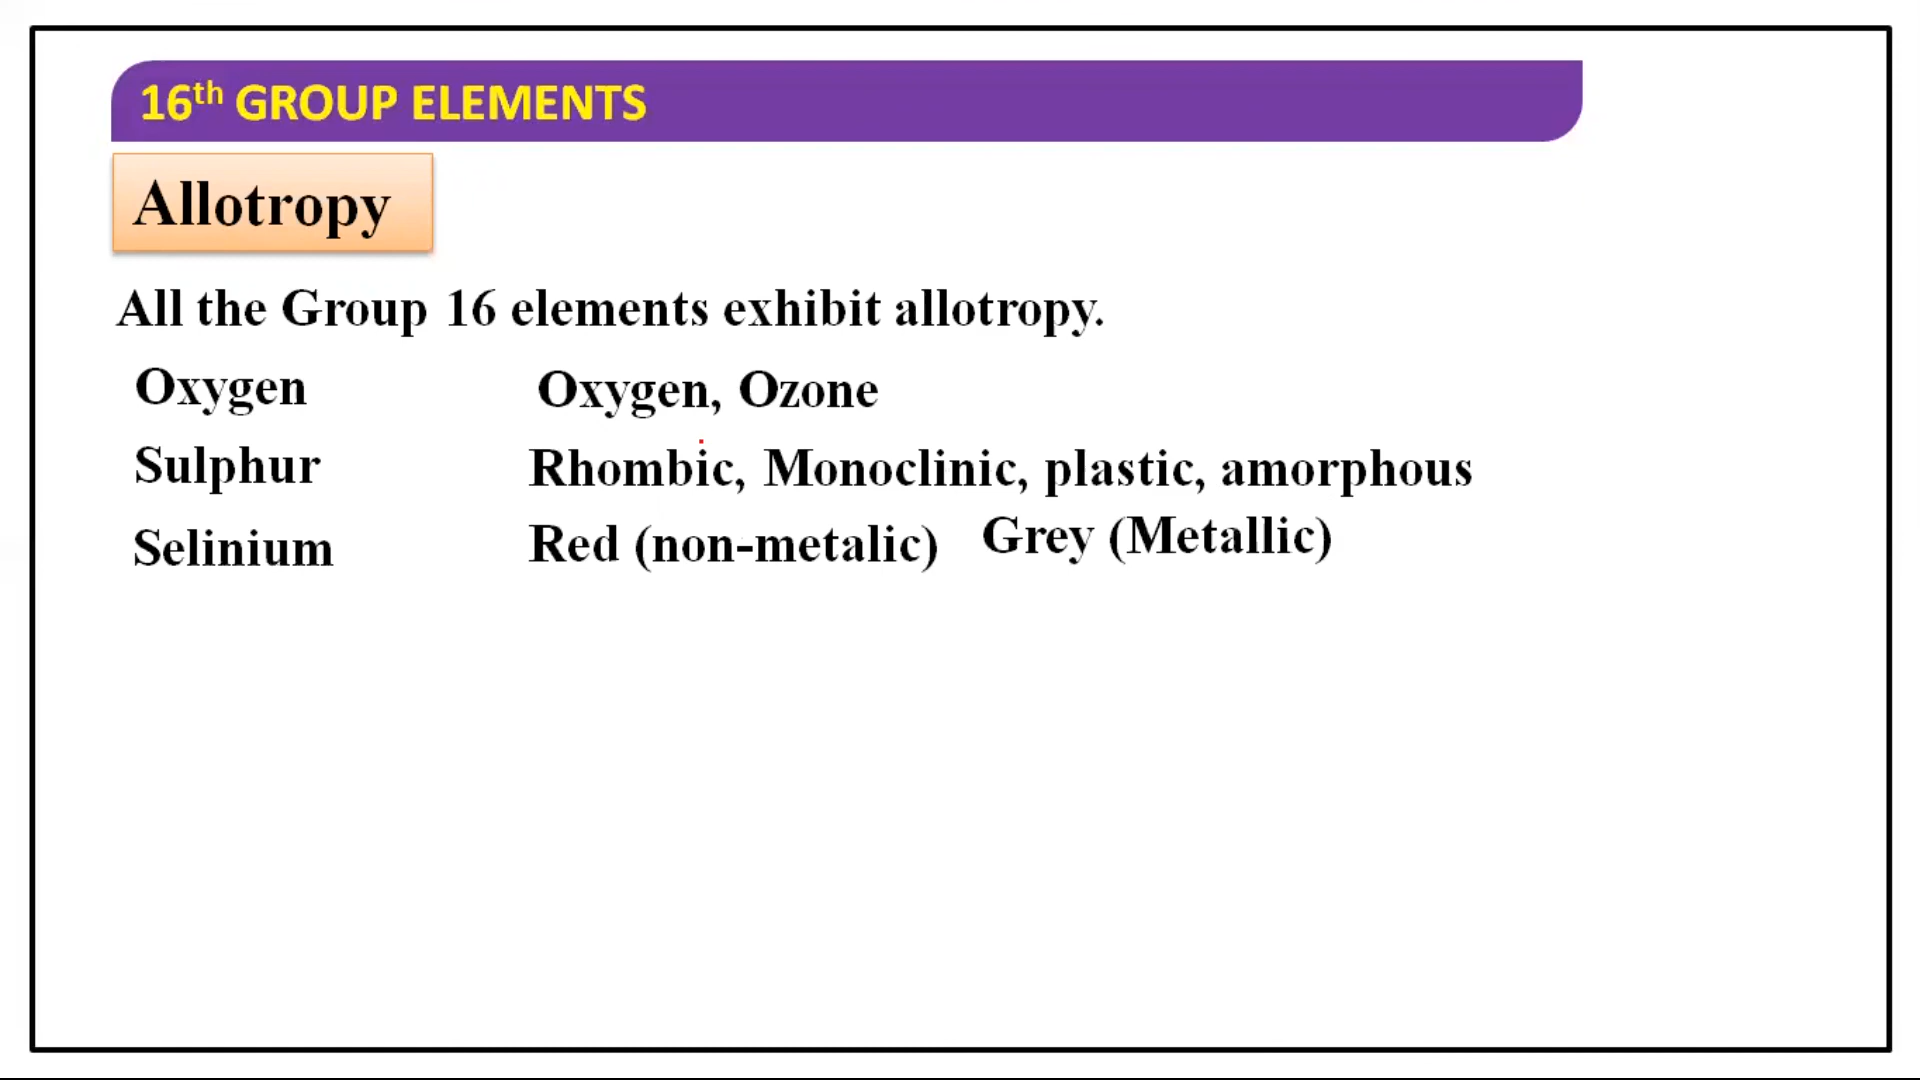 16th GROUP ELEMENTS
Allotropy
All the Group 16 elements exhibit allotropy.
Oxygen Oxygen, Ozone
Sulphur Rhombic, Monoclinic, plastic, amorphous
Selinium Red (non-metalic) Grey (Metallic)